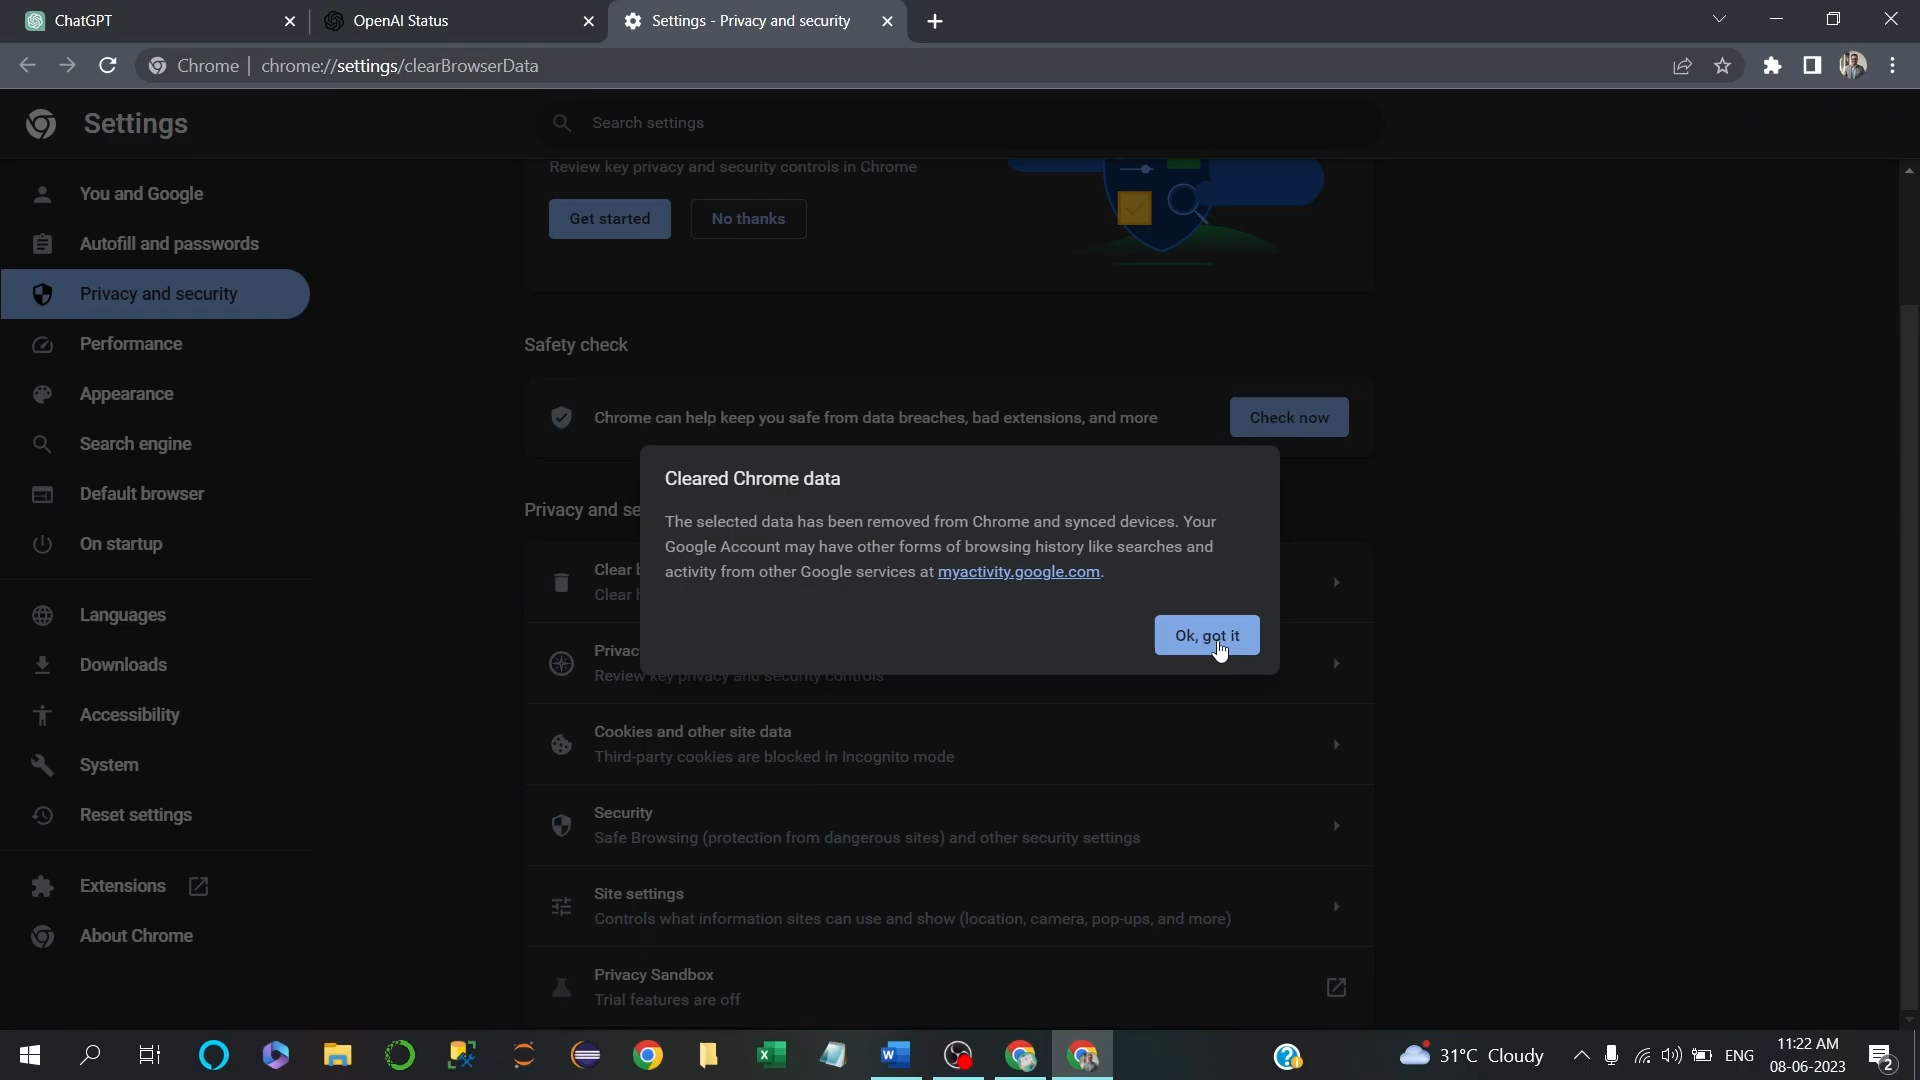 ChatGPT
OpenAI Status
Settings - Privacy and security
Chrome | chrome://settings/clearBrowserData
Settings
Search settings
You and Google
Autofill and passwords
Privacy and security
Performance
Appearance
Search engine
Default browser
On startup
Languages
Downloads
Accessibility
System
Reset settings
Extensions
About Chrome
Review key privacy and security controls in Chrome
Get started
No thanks
Safety check
Chrome can help keep you safe from data breaches, bad extensions, and more
Check now
Privacy and se
Cleared Chrome data
The selected data has been removed from Chrome and synced devices. Your
Google Account may have other forms of browsing history like searches and
activity from other Google services at myactivity.google.com.
Ok, got it
Clear b
Clear h
Privac
Review key privacy and security controls
Cookies and other site data
Third-party cookies are blocked in Incognito mode
Security
Safe Browsing (protection from dangerous sites) and other security settings
Site settings
Controls what information sites can use and show (location, camera, pop-ups, and more)
Privacy Sandbox
Trial features are off
31°C Cloudy
ENG
11:22 AM
08-06-2023
2